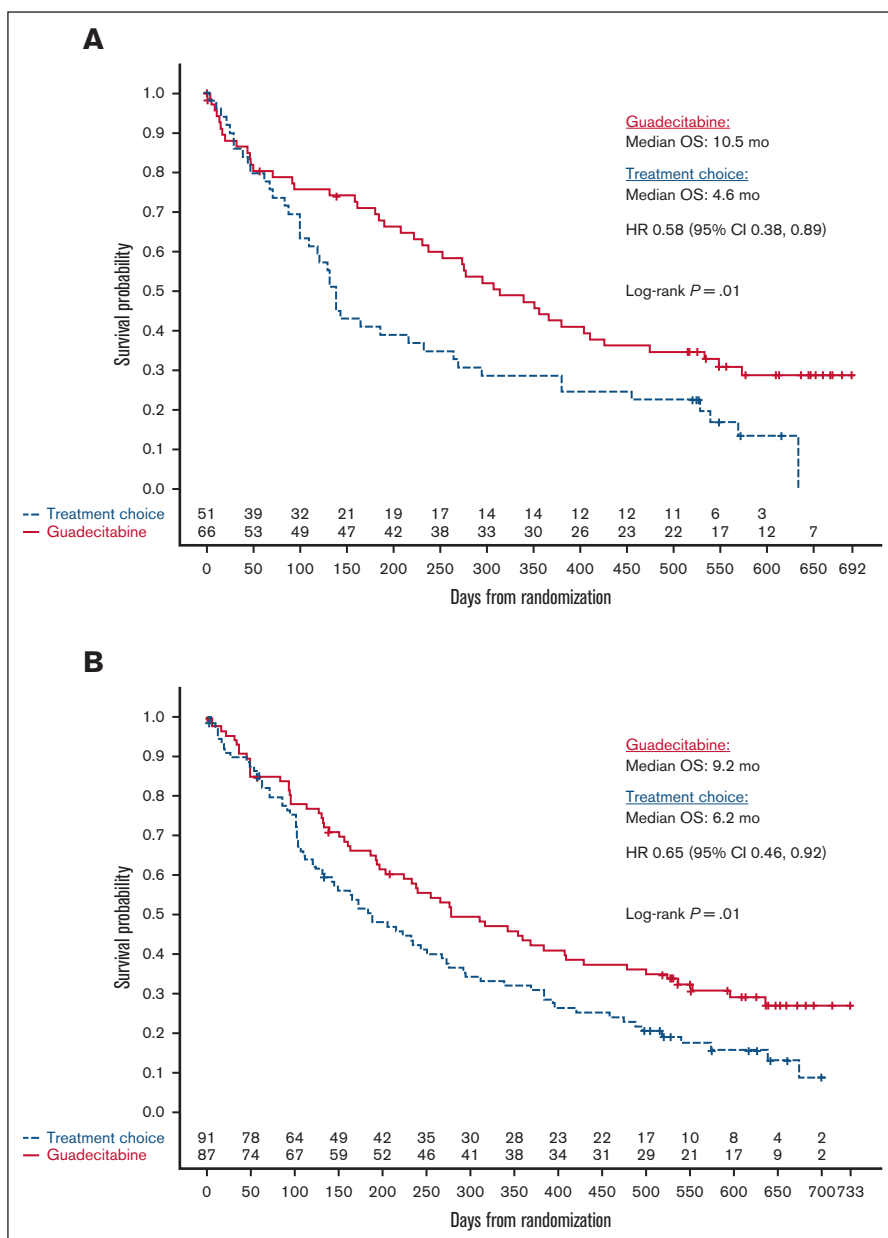 A
Survival probability
1.0
0.9
0.8
0.7
0.6
0.5
0.4
0.3
0.2
0.1
0.0
Guadecitabine:
Median OS: 10.5 mo
Treatment choice:
Median OS: 4.6 mo
HR 0.58 (95% CI 0.38, 0.89)
Log-rank P = .01
Treatment choice 51 39 32 21 19 17 14 14 12 12 11 6 3
Guadecitabine 66 53 49 47 42 38 33 30 26 23 22 17 12 7
0 50 100 150 200 250 300 350 400 450 500 550 600 650 692
Days from randomization
B
Survival probability
1.0
0.9
0.8
0.7
0.6
0.5
0.4
0.3
0.2
0.1
0.0
Guadecitabine:
Median OS: 9.2 mo
Treatment choice:
Median OS: 6.2 mo
HR 0.65 (95% CI 0.46, 0.92)
Log-rank P = .01
Treatment choice 91 78 64 49 42 35 30 28 23 22 17 10 8 4 2
Guadecitabine 87 74 67 59 52 46 41 38 34 31 29 21 17 9 2
0 50 100 150 200 250 300 350 400 450 500 550 600 650 700733
Days from randomization